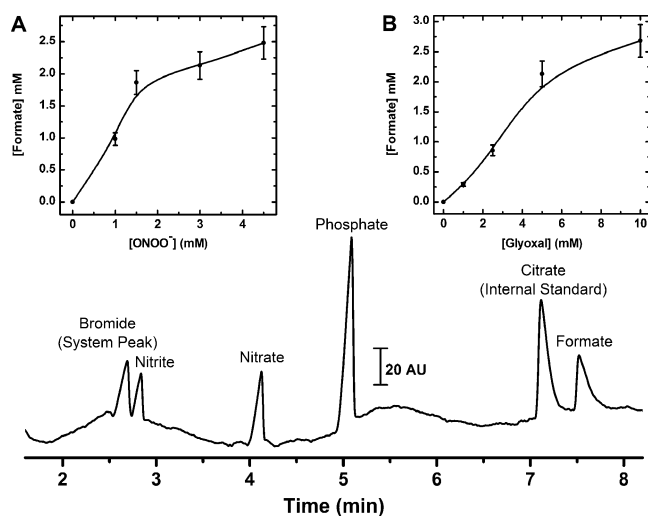 A
2.5
2.0
1.5
1.0
0.5
0.0
[Formate] mM
0 1 2 3 4
[ONOO⁻] (mM)
B
3.0
2.5
2.0
1.5
1.0
0.5
0.0
[Formate] mM
0 2 4 6 8 10
[Glyoxal] (mM)
Phosphate
Citrate
(Internal Standard)
Formate
Bromide
(System Peak)
Nitrite
Nitrate
20 AU
2 3 4 5 6 7 8
Time (min)